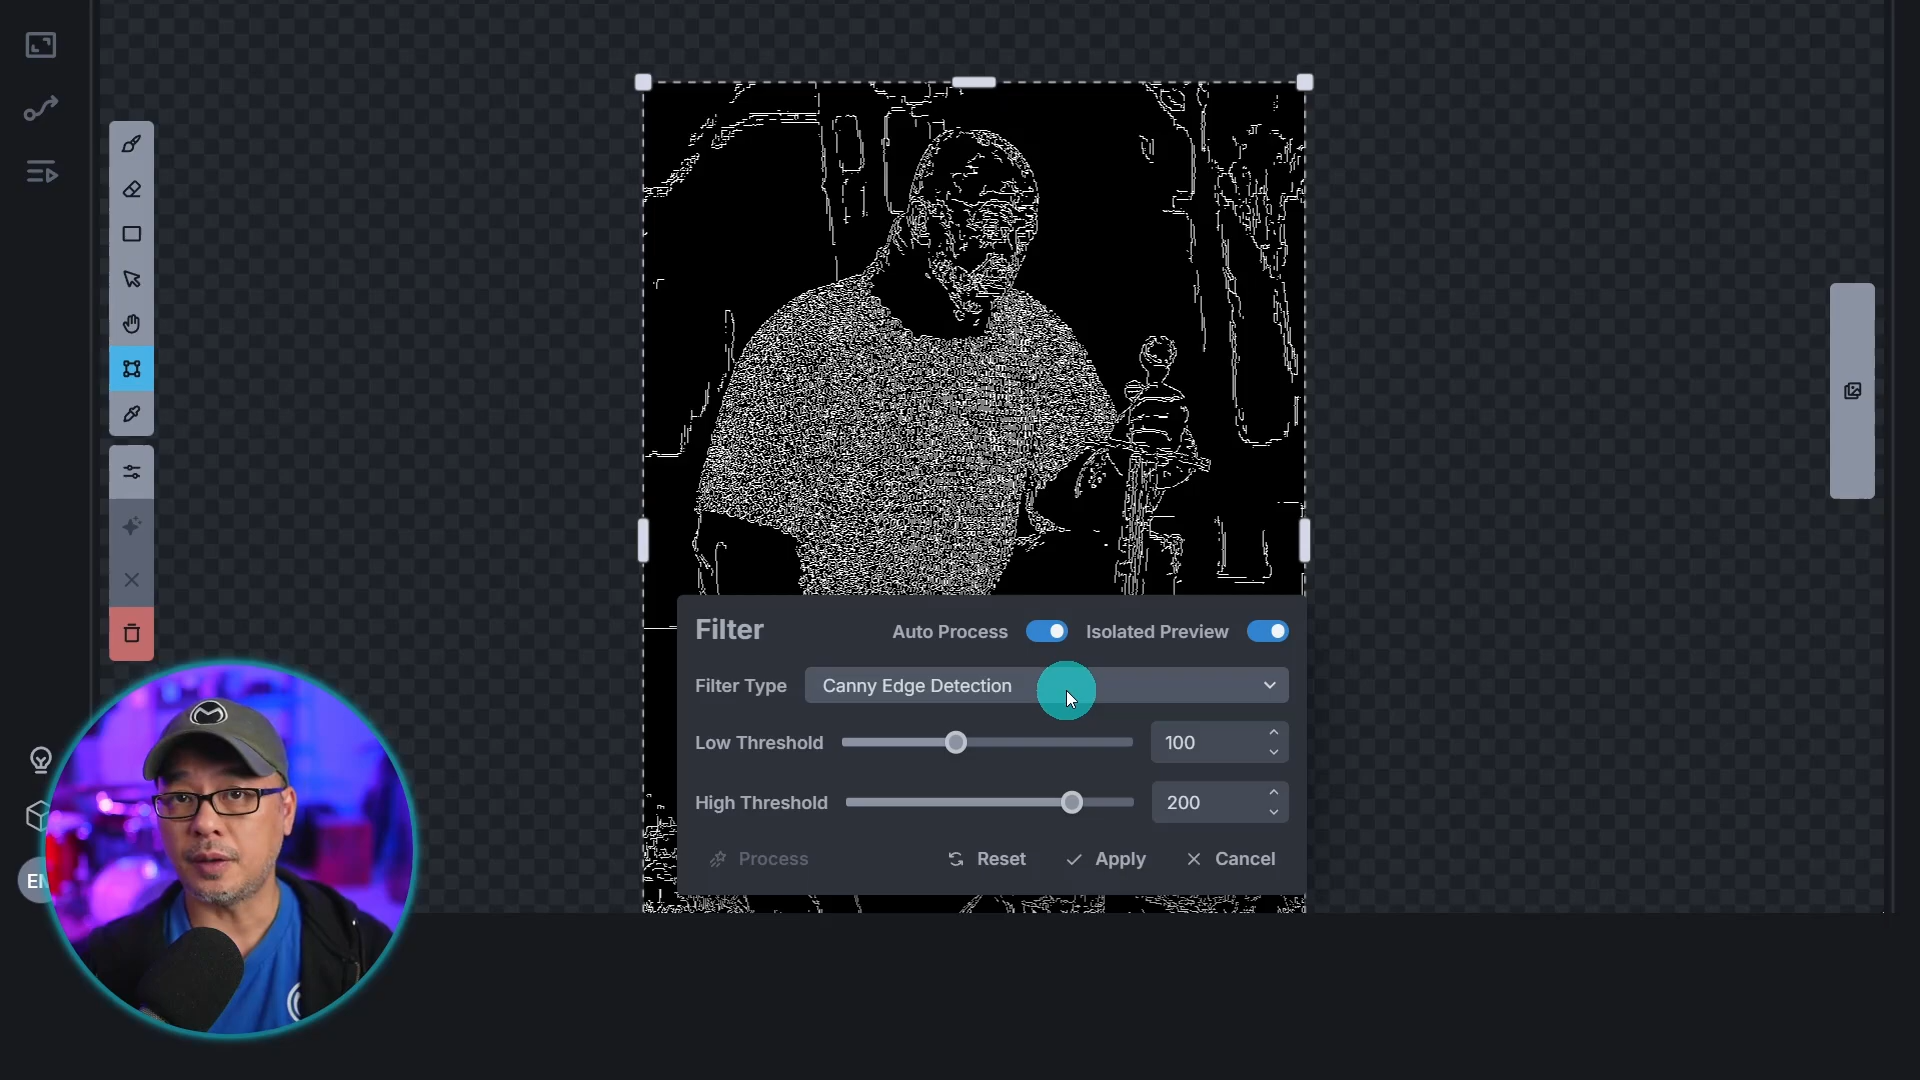 Filter
Auto Process
Isolated Preview
Filter Type
Canny Edge Detection
Low Threshold
100
High Threshold
200
Process
Reset
Apply
Cancel